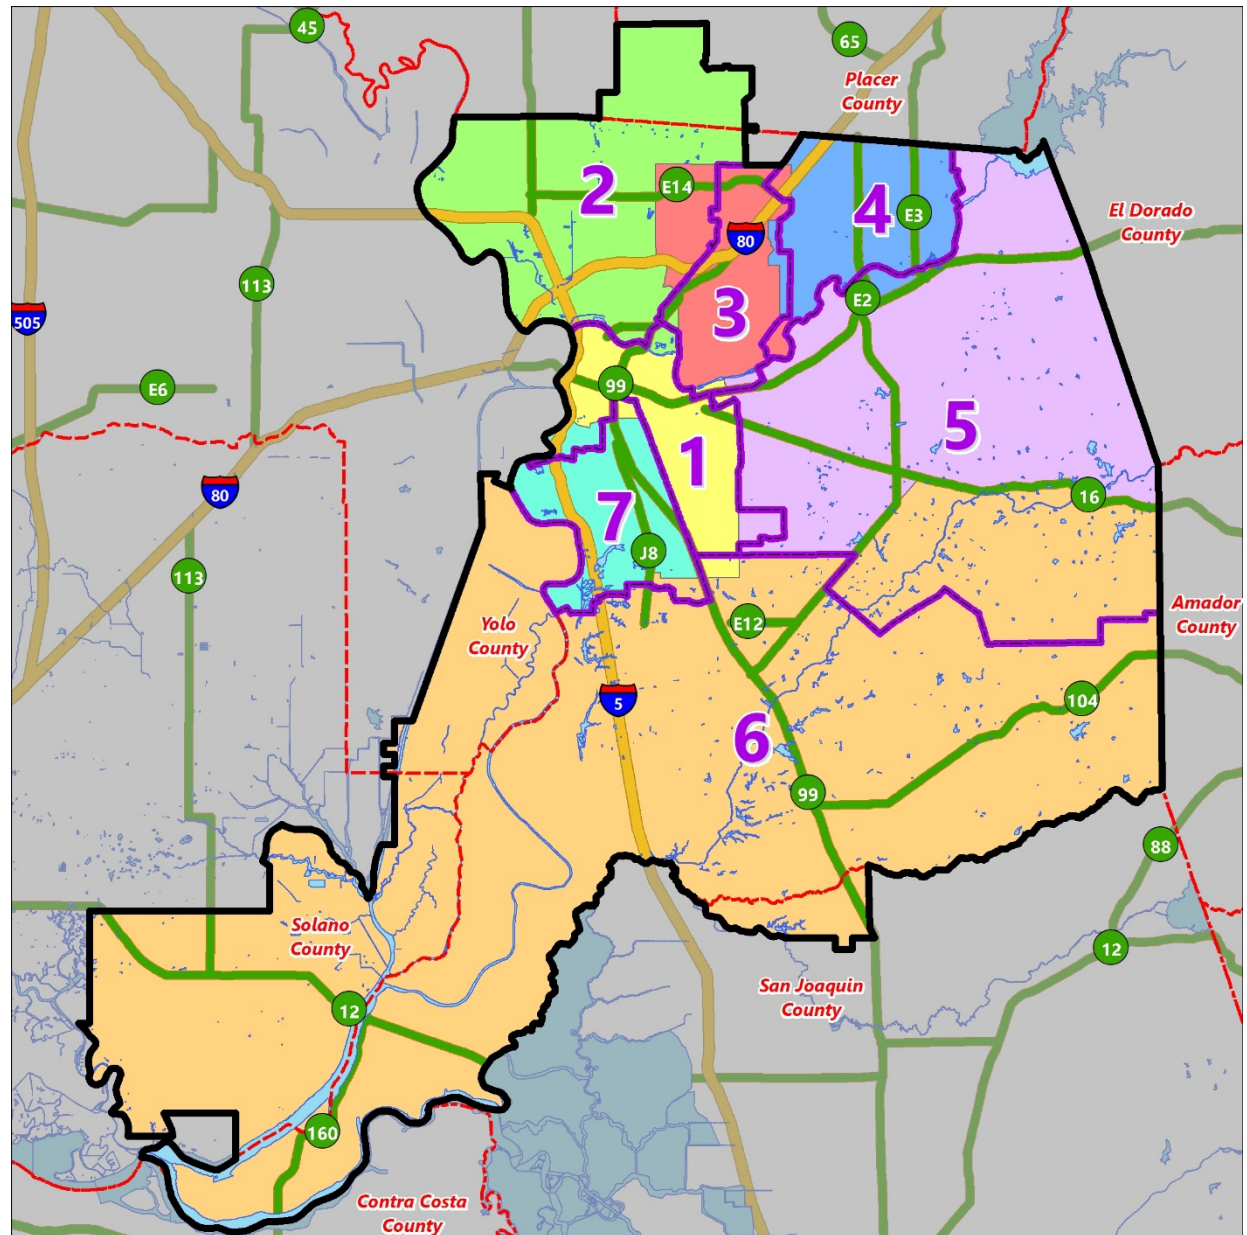 45
65
Placer
County
2
E14
4
E3
El Dorado
County
80
113
E2
505
3
99
E6
5
1
80
16
7
J8
113
Yolo
County
E12
Amador
County
5
104
6
99
88
Solano
County
12
San Joaquin
County
12
160
Contra Costa
County